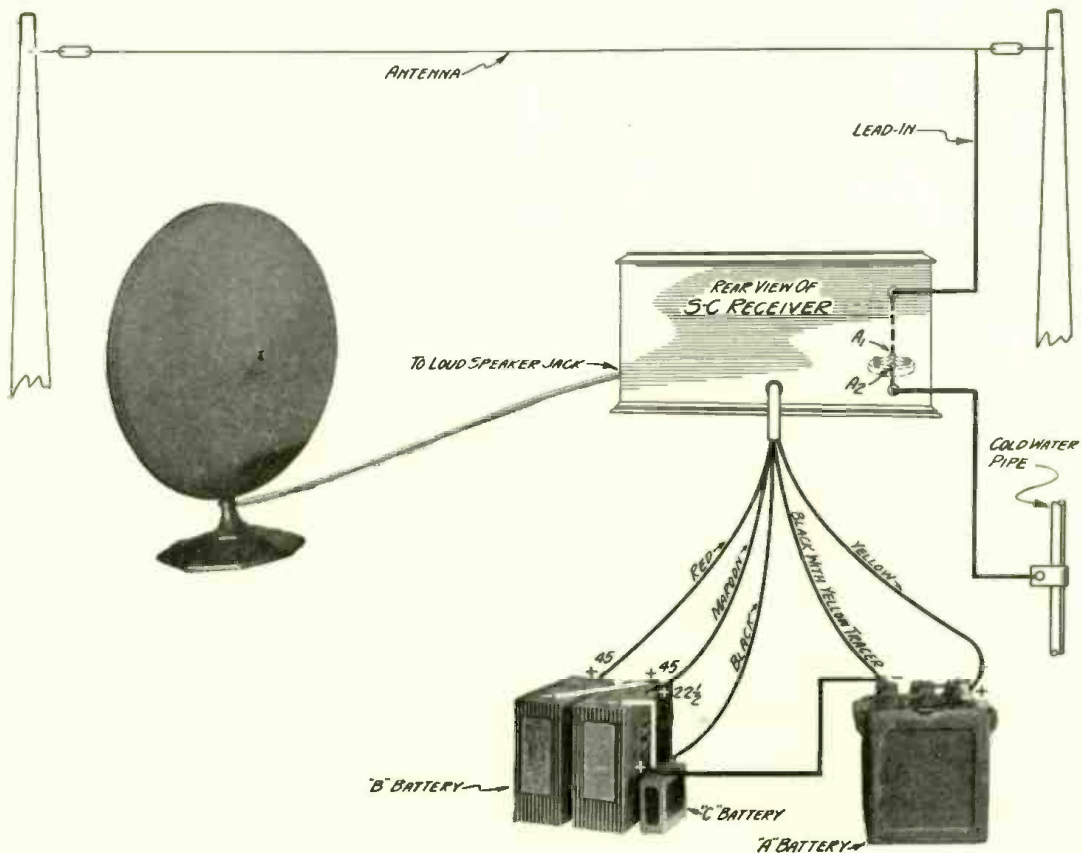 ANTENNA
LEAD-IN
REAR VIEW OF
S-C RECEIVER
A1
A2
TO LOUD SPEAKER JACK
COLD WATER
PIPE
RED
MAROON
BLACK
BLACK WITH YELLOW TRACER
YELLOW
+ 45
+ 45
+ 22½
- +
+
"B" BATTERY
"C" BATTERY
"A" BATTERY